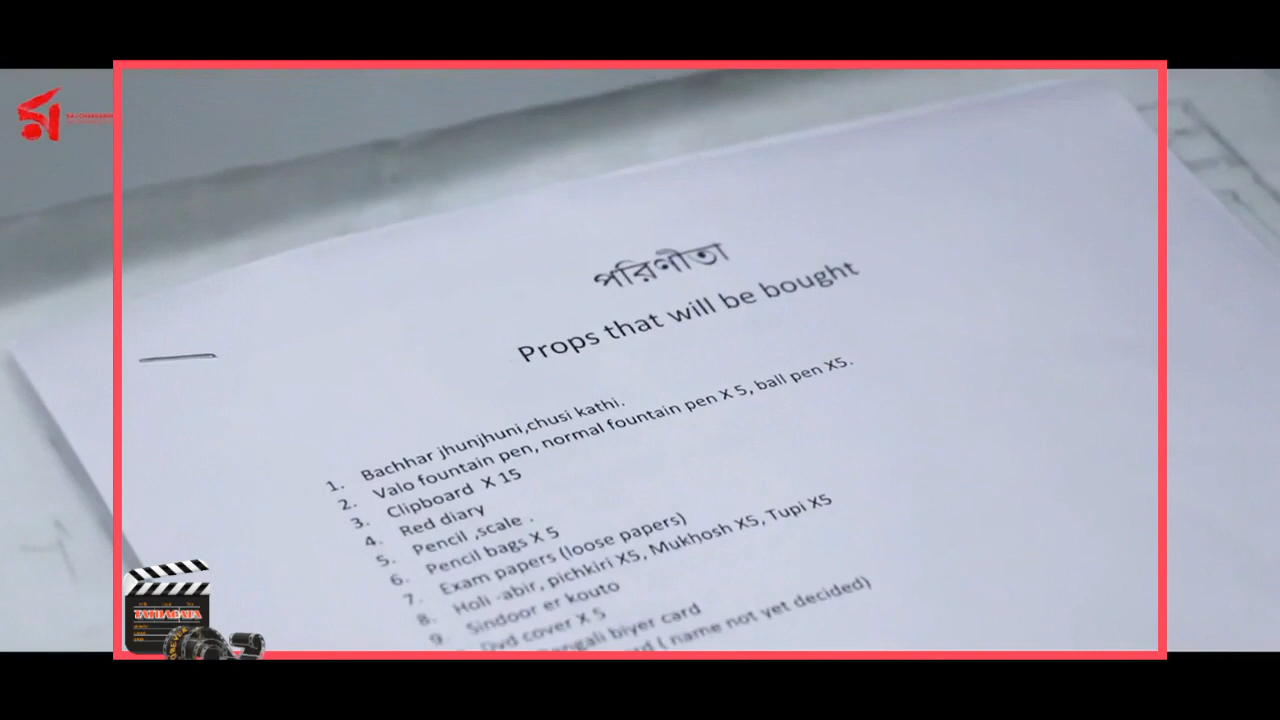 পরিণীতা
Props that will be bought
1. Bachhar jhunjhuni,chusi kathi.
2. Valo fountain pen, normal fountain pen X 5, ball pen X5.
3. Clipboard X 15
4. Red diary
5. Pencil ,scale .
6. Pencil bags X 5
7. Exam papers (loose papers)
8. Holi -abir, pichkiri X5, Mukhosh X5, Tupi X5
9. Sindoor er kouto
Dvd cover X 5
biyer card
( name not yet decided)
TATHAGATA